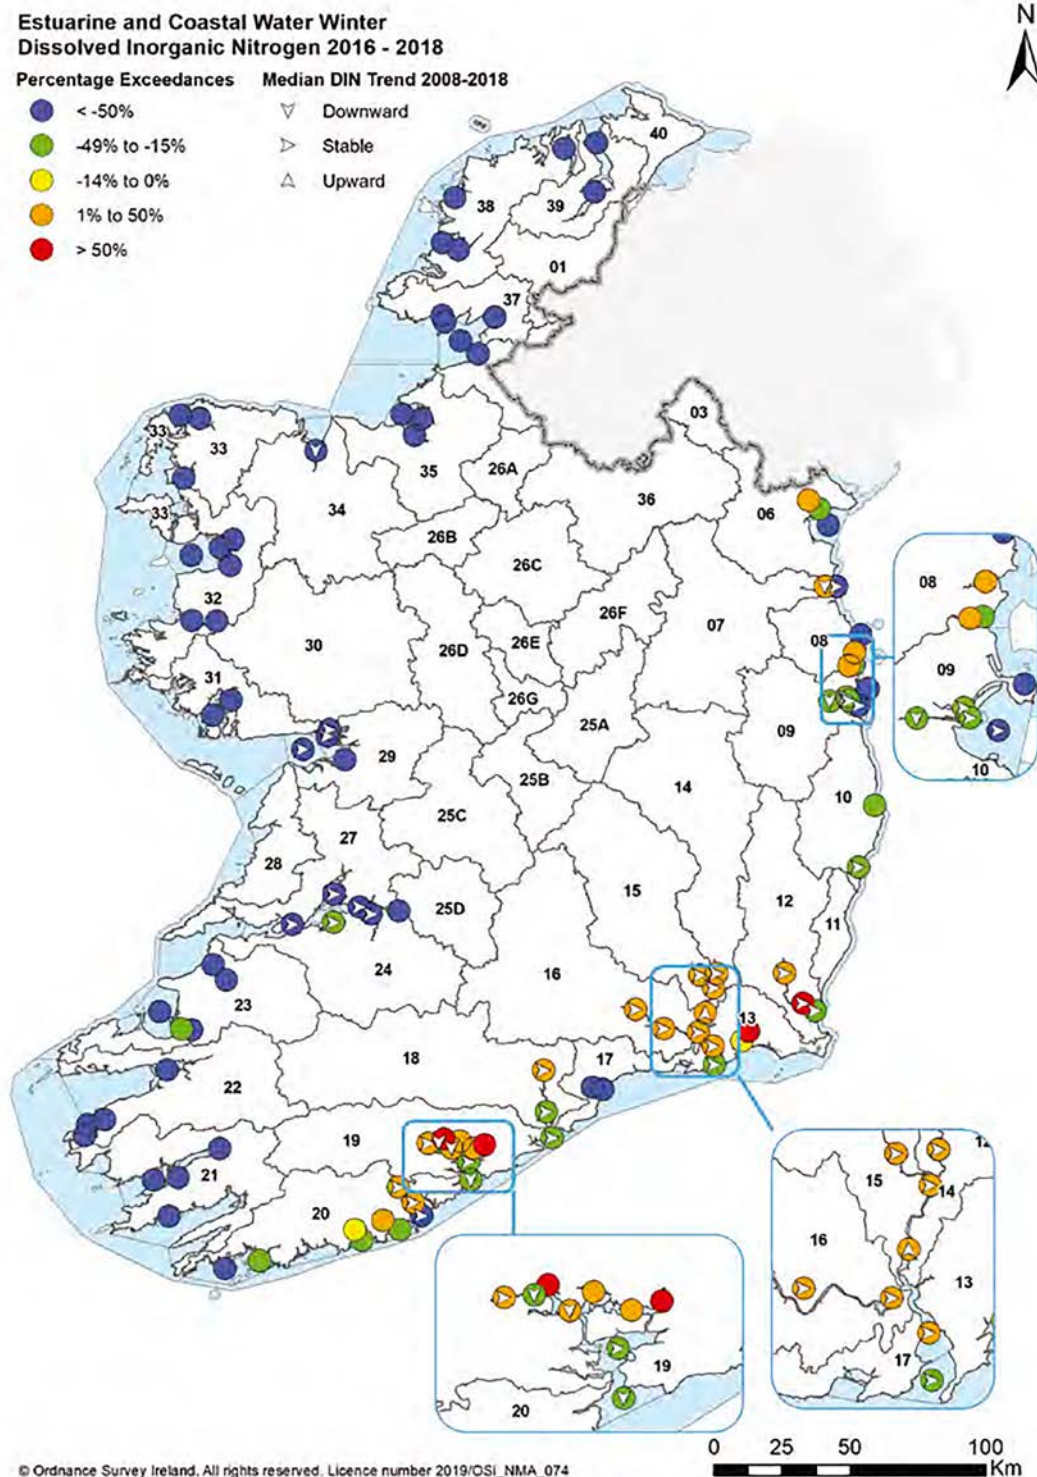 Estuarine and Coastal Water Winter
Dissolved Inorganic Nitrogen 2016 - 2018
N
Percentage Exceedances
Median DIN Trend 2008-2018
< -50%
Downward
-49% to -15%
Stable
-14% to 0%
Upward
1% to 50%
> 50%
40
38
39
01
37
03
33
33
35
26A
36
34
06
33
26B
26C
08
32
26F
07
30
26D
26E
08
09
31
26G
25A
09
29
14
10
25B
10
25C
27
28
15
12
25D
11
24
16
23
13
18
17
22
19
21
20
15
14
16
13
17
19
20
0 25 50 100
Km
© Ordnance Survey Ireland. All rights reserved. Licence number 2019/OSI_NMA_074